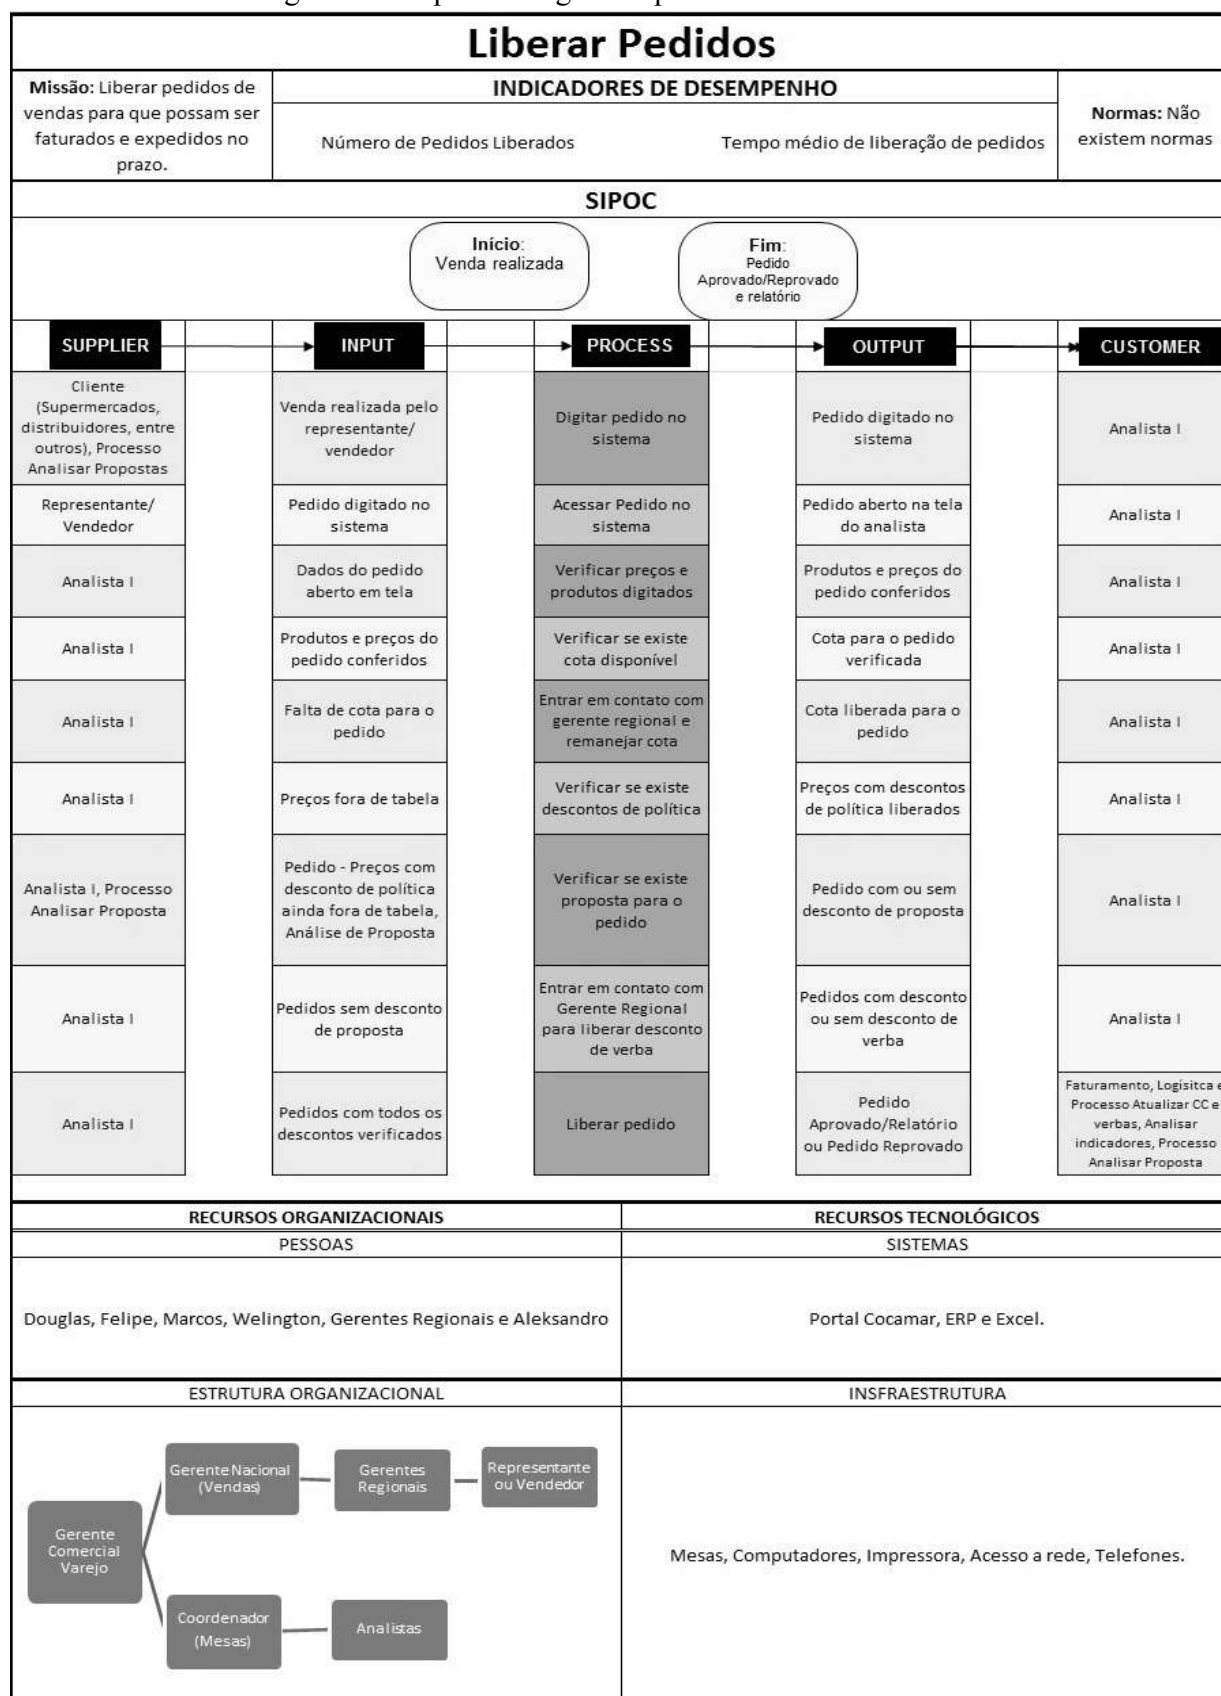 Liberar Pedidos
Missão: Liberar pedidos de
vendas para que possam ser
faturados e expedidos no
prazo.
INDICADORES DE DESEMPENHO
Número de Pedidos Liberados
Tempo médio de liberação de pedidos
Normas: Não
existem normas
SIPOC
Início:
Venda realizada
Fim:
Pedido
Aprovado/Reprovado
e relatório
SUPPLIER
INPUT
PROCESS
OUTPUT
CUSTOMER
Cliente
(Supermercados,
distribuidores, entre
outros), Processo
Analisar Propostas
Venda realizada pelo
representante/
vendedor
Digitar pedido no
sistema
Pedido digitado no
sistema
Analista I
Representante/
Vendedor
Pedido digitado no
sistema
Acessar Pedido no
sistema
Pedido aberto na tela
do analista
Analista I
Analista I
Dados do pedido
aberto em tela
Verificar preços e
produtos digitados
Produtos e preços do
pedido conferidos
Analista I
Analista I
Produtos e preços do
pedido conferidos
Verificar se existe
cota disponível
Cota para o pedido
verificada
Analista I
Analista I
Falta de cota para o
pedido
Entrar em contato com
gerente regional e
remanejar cota
Cota liberada para o
pedido
Analista I
Analista I
Preços fora de tabela
Verificar se existe
descontos de política
Preços com descontos
de política liberados
Analista I
Analista I, Processo
Analisar Proposta
Pedido - Preços com
desconto de política
ainda fora de tabela,
Análise de Proposta
Verificar se existe
proposta para o
pedido
Pedido com ou sem
desconto de proposta
Analista I
Analista I
Pedidos sem desconto
de proposta
Entrar em contato com
Gerente Regional
para liberar desconto
de verba
Pedidos com desconto
ou sem desconto de
verba
Analista I
Analista I
Pedidos com todos os
descontos verificados
Liberar pedido
Pedido
Aprovado/Relatório
ou Pedido Reprovado
Faturamento, Logisitca e
Processo Atualizar CC e
verbas, Analisar
indicadores, Processo
Analisar Proposta
RECURSOS ORGANIZACIONAIS
RECURSOS TECNOLÓGICOS
PESSOAS
SISTEMAS
Douglas, Felipe, Marcos, Welington, Gerentes Regionais e Aleksandro
Portal Cocamar, ERP e Excel.
ESTRUTURA ORGANIZACIONAL
INSFRAESTRUTURA
Gerente
Comercial
Varejo
Gerente Nacional
(Vendas)
Gerentes
Regionais
Representante
ou Vendedor
Coordenador
(Mesas)
Analistas
Mesas, Computadores, Impressora, Acesso a rede, Telefones.